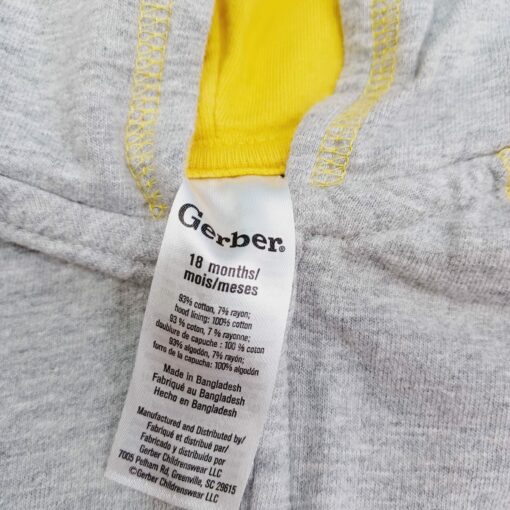 Gerber®
18 months/
mois/meses
93% cotton, 7% rayon;
hood lining: 100% cotton
93 % coton, 7 % rayonne;
doublure de capuche : 100 % coton
93% algodón, 7% rayón;
forro de la capucha: 100% algodón
Made in Bangladesh
Fabriqué au Bangladesh
Hecho en Bangladesh
Manufactured and Distributed by/
Fabriqué et distribué par/
Fabricado y distribuido por
Gerber Childrenswear LLC
7005 Pelham Rd, Greenville, SC 29615
©Gerber Childrenswear LLC